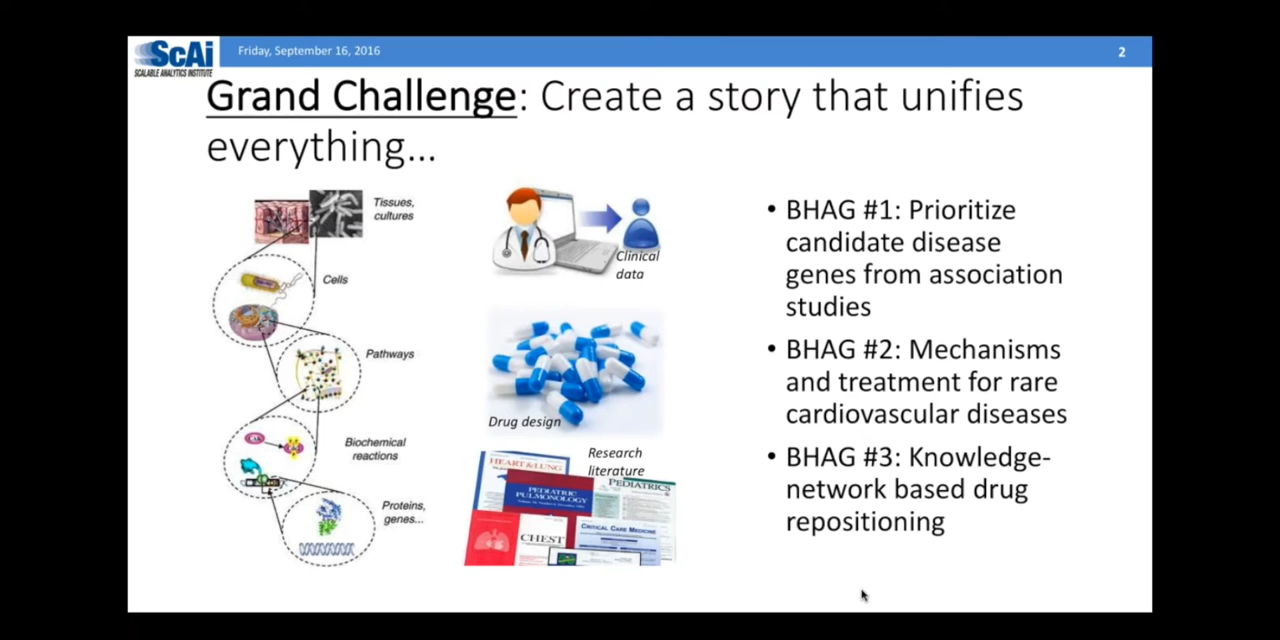 ScAi
SCALABLE ANALYTICS INSTITUTE
Friday, September 16, 2016
2
Grand Challenge: Create a story that unifies
everything...
Tissues,
cultures
Cells
Pathways
Biochemical
reactions
Proteins,
genes...
Clinical
data
Drug design
Research
literature
HEART & LUNG
PEDIATRIC
PULMONOLOGY
PEDIATRICS
CHEST
CRITICAL CARE MEDICINE
• BHAG #1: Prioritize
candidate disease
genes from association
studies
• BHAG #2: Mechanisms
and treatment for rare
cardiovascular diseases
• BHAG #3: Knowledge-
network based drug
repositioning